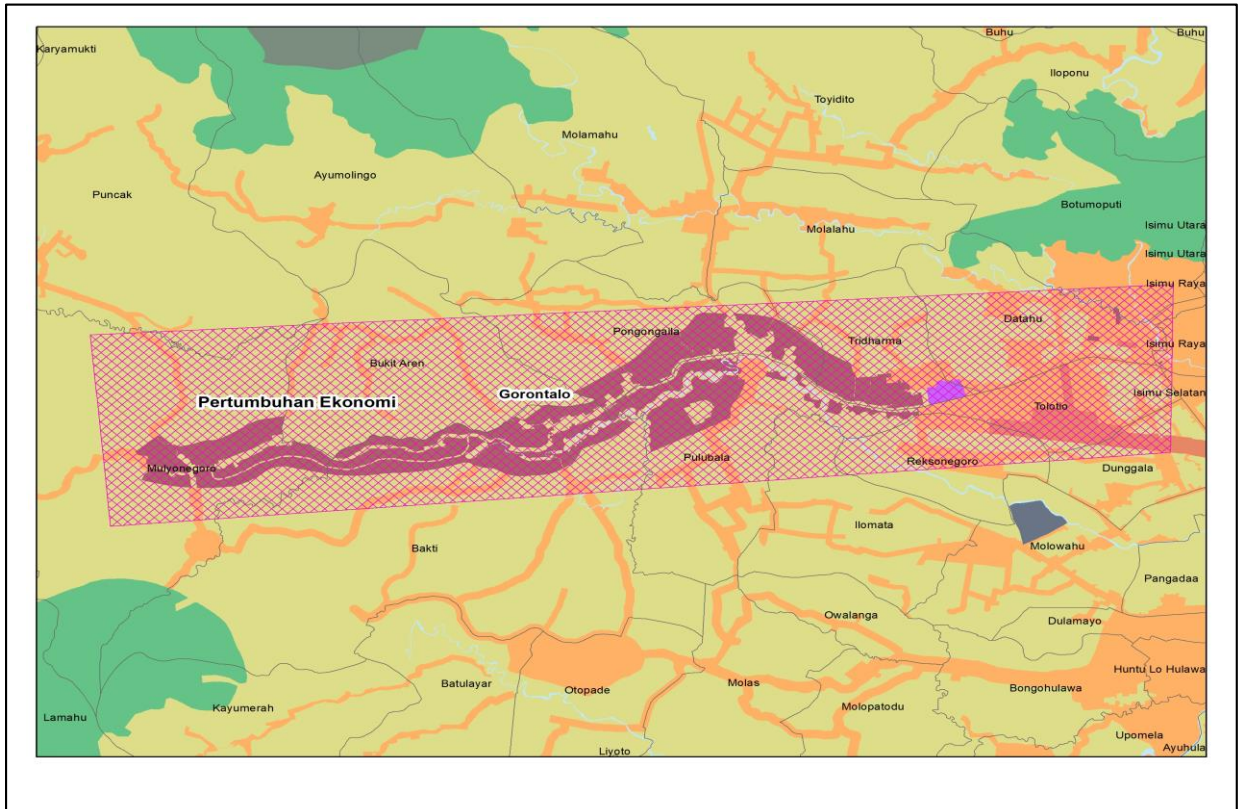 Karyamukti
Buhu
Buhu
Iloponu
Toyidito
Molamahu
Ayumolingo
Puncak
Botumoputi
Isimu Utara
Molalahu
Isimu Utara
Isimu Raya
Datahu
Pongongaila
Tridharma
Isimu Raya
Bukit Aren
Gorontalo
Isimu Selatan
Pertumbuhan Ekonomi
Tolotio
Pulubala
Reksonegoro
Mulyonegoro
Dunggala
Ilomata
Molowahu
Bakti
Pangadaa
Owalanga
Dulamayo
Huntu Lo Hulawa
Batulayar
Otopade
Molas
Bongohulawa
Kayumerah
Molopatodu
Lamahu
Upomela
Liyoto
Ayuhula